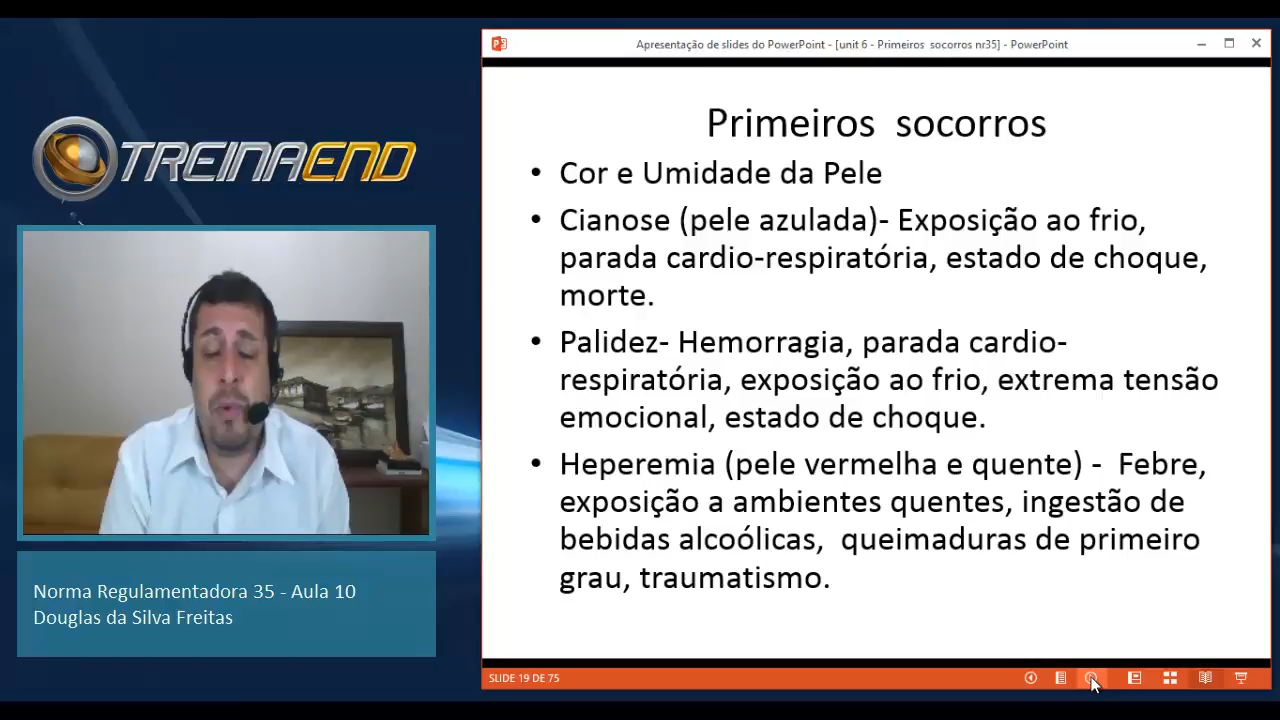 Apresentação de slides do PowerPoint - [unit 6 - Primeiros socorros nr35] - PowerPoint
TREINAEND
Norma Regulamentadora 35 - Aula 10
Douglas da Silva Freitas
Primeiros socorros
• Cor e Umidade da Pele
• Cianose (pele azulada)- Exposição ao frio,
parada cardio-respiratória, estado de choque,
morte.
• Palidez- Hemorragia, parada cardio-
respiratória, exposição ao frio, extrema tensão
emocional, estado de choque.
• Heperemia (pele vermelha e quente) - Febre,
exposição a ambientes quentes, ingestão de
bebidas alcoólicas, queimaduras de primeiro
grau, traumatismo.
SLIDE 19 DE 75